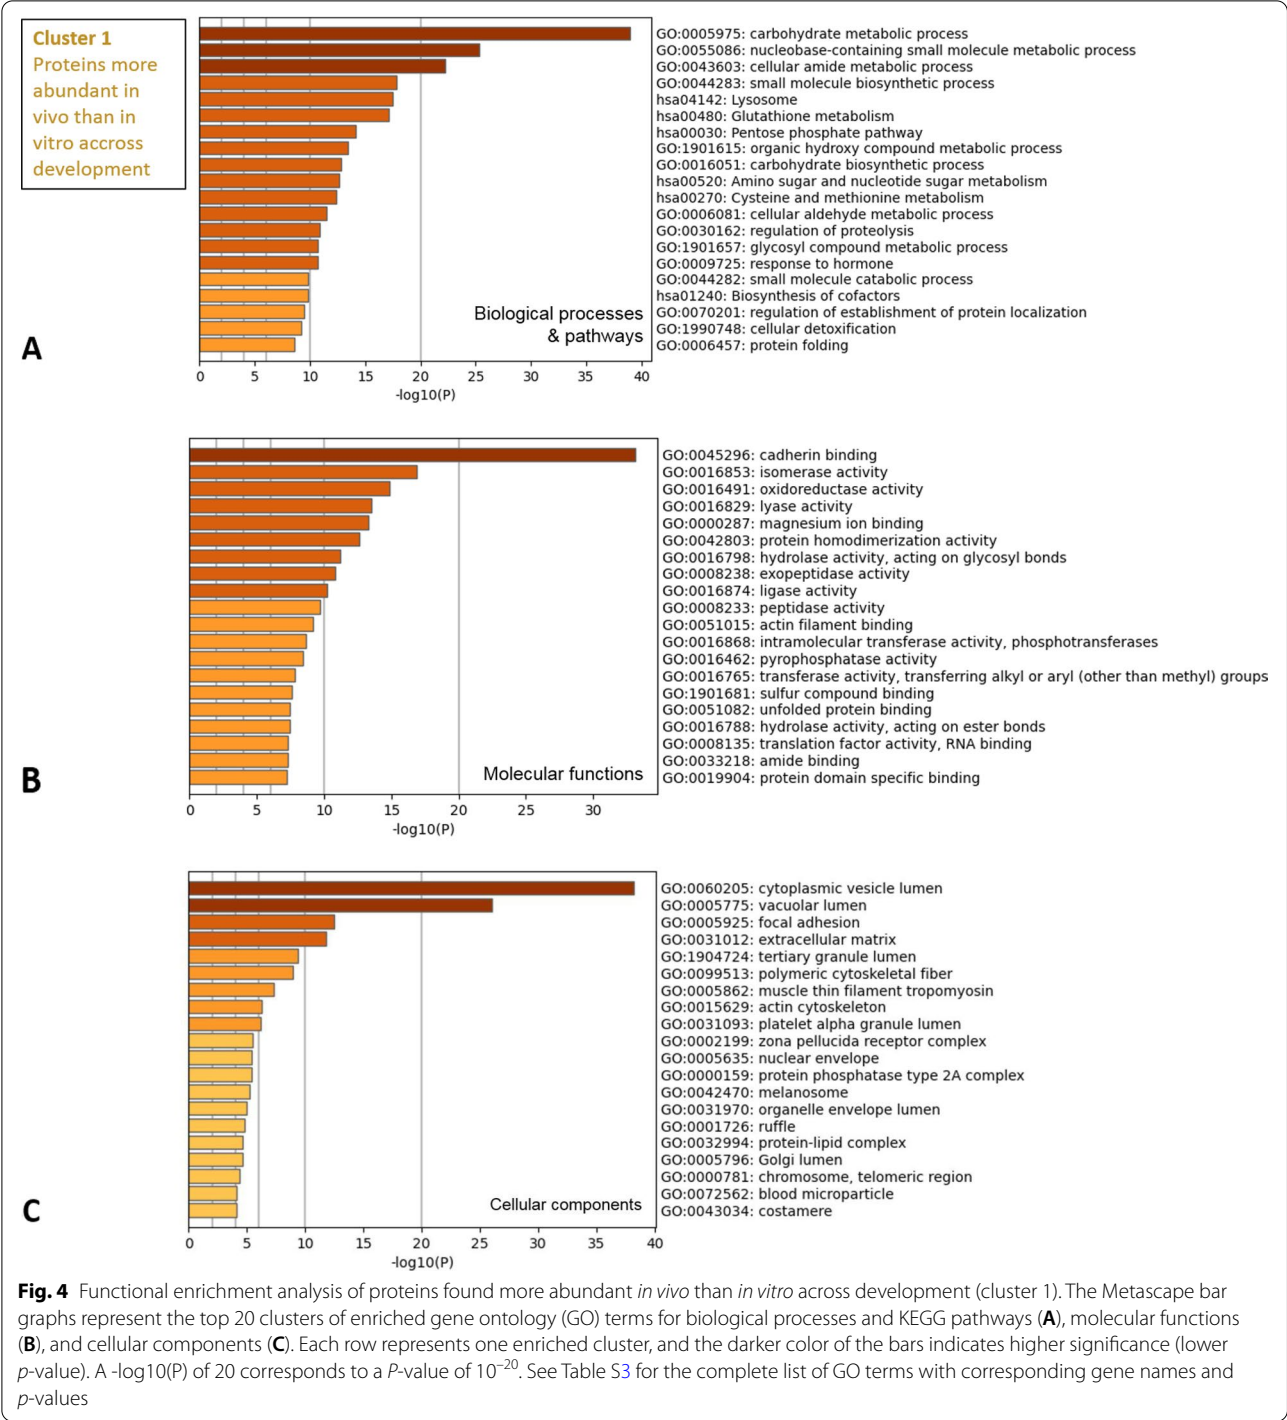 Cluster 1
Proteins more
abundant in
vivo than in
vitro accross
development
GO:0005975: carbohydrate metabolic process
GO:0055086: nucleobase-containing small molecule metabolic process
GO:0043603: cellular amide metabolic process
GO:0044283: small molecule biosynthetic process
hsa04142: Lysosome
hsa00480: Glutathione metabolism
hsa00030: Pentose phosphate pathway
GO:1901615: organic hydroxy compound metabolic process
GO:0016051: carbohydrate biosynthetic process
hsa00520: Amino sugar and nucleotide sugar metabolism
hsa00270: Cysteine and methionine metabolism
GO:0006081: cellular aldehyde metabolic process
GO:0030162: regulation of proteolysis
GO:1901657: glycosyl compound metabolic process
GO:0009725: response to hormone
GO:0044282: small molecule catabolic process
hsa01240: Biosynthesis of cofactors
GO:0070201: regulation of establishment of protein localization
GO:1990748: cellular detoxification
GO:0006457: protein folding
Biological processes
& pathways
A
0 5 10 15 20 25 30 35 40
-log10(P)
GO:0045296: cadherin binding
GO:0016853: isomerase activity
GO:0016491: oxidoreductase activity
GO:0016829: lyase activity
GO:0000287: magnesium ion binding
GO:0042803: protein homodimerization activity
GO:0016798: hydrolase activity, acting on glycosyl bonds
GO:0008238: exopeptidase activity
GO:0016874: ligase activity
GO:0008233: peptidase activity
GO:0051015: actin filament binding
GO:0016868: intramolecular transferase activity, phosphotransferases
GO:0016462: pyrophosphatase activity
GO:0016765: transferase activity, transferring alkyl or aryl (other than methyl) groups
GO:1901681: sulfur compound binding
GO:0051082: unfolded protein binding
GO:0016788: hydrolase activity, acting on ester bonds
GO:0008135: translation factor activity, RNA binding
GO:0033218: amide binding
GO:0019904: protein domain specific binding
Molecular functions
B
0 5 10 15 20 25 30
-log10(P)
GO:0060205: cytoplasmic vesicle lumen
GO:0005775: vacuolar lumen
GO:0005925: focal adhesion
GO:0031012: extracellular matrix
GO:1904724: tertiary granule lumen
GO:0099513: polymeric cytoskeletal fiber
GO:0005862: muscle thin filament tropomyosin
GO:0015629: actin cytoskeleton
GO:0031093: platelet alpha granule lumen
GO:0002199: zona pellucida receptor complex
GO:0005635: nuclear envelope
GO:0000159: protein phosphatase type 2A complex
GO:0042470: melanosome
GO:0031970: organelle envelope lumen
GO:0001726: ruffle
GO:0032994: protein-lipid complex
GO:0005796: Golgi lumen
GO:0000781: chromosome, telomeric region
GO:0072562: blood microparticle
GO:0043034: costamere
Cellular components
C
0 5 10 15 20 25 30 35 40
-log10(P)
Fig. 4 Functional enrichment analysis of proteins found more abundant in vivo than in vitro across development (cluster 1). The Metascape bar
graphs represent the top 20 clusters of enriched gene ontology (GO) terms for biological processes and KEGG pathways (A), molecular functions
(B), and cellular components (C). Each row represents one enriched cluster, and the darker color of the bars indicates higher significance (lower
p-value). A -log10(P) of 20 corresponds to a P-value of 10⁻²⁰. See Table S3 for the complete list of GO terms with corresponding gene names and
p-values